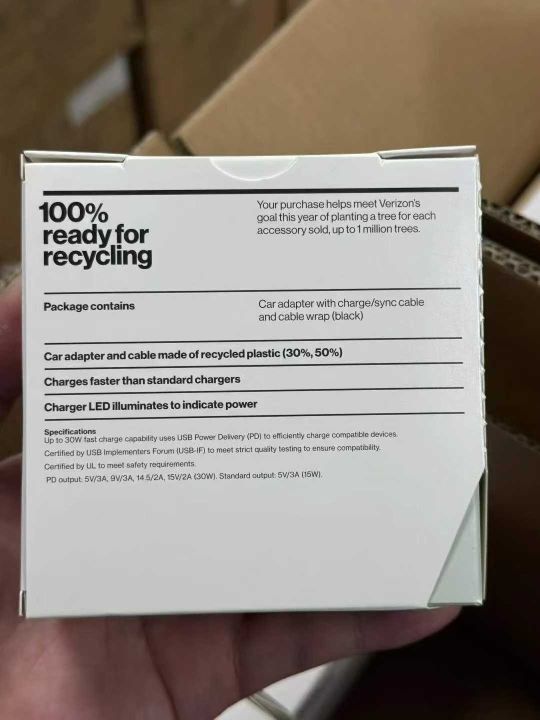 100%
ready for
recycling
Your purchase helps meet Verizon's
goal this year of planting a tree for each
accessory sold, up to 1 million trees.
Package contains
Car adapter with charge/sync cable
and cable wrap (black)
Car adapter and cable made of recycled plastic (30%, 50%)
Charges faster than standard chargers
Charger LED illuminates to indicate power
Specifications
Up to 30W fast charge capability uses USB Power Delivery (PD) to efficiently charge compatible devices.
Certified by USB Implementers Forum (USB-IF) to meet strict quality testing to ensure compatibility.
Certified by UL to meet safety requirements.
PD output: 5V/3A, 9V/3A, 14.5/2A, 15V/2A (30W). Standard output: 5V/3A (15W).